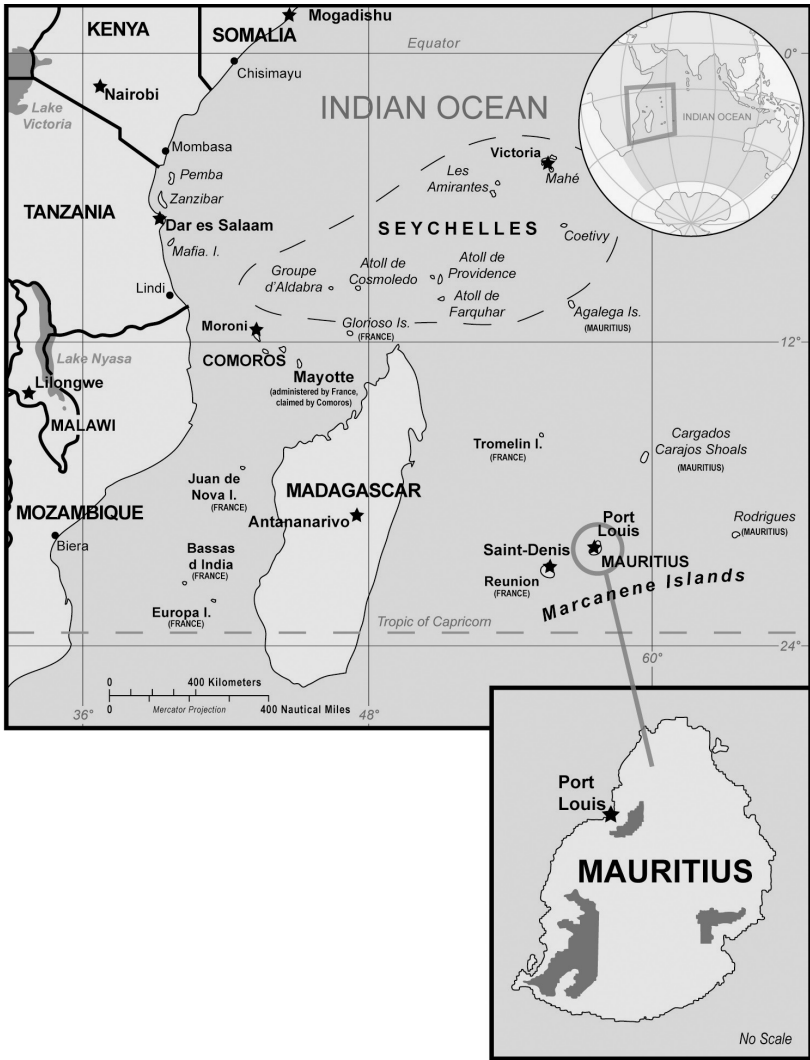 KENYA
SOMALIA
Mogadishu
Equator
0°
Chisimayu
Nairobi
Lake
Victoria
INDIAN OCEAN
INDIAN OCEAN
Mombasa
Pemba
Zanzibar
TANZANIA
Dar es Salaam
Mafia. I.
Lindi
Victoria
Mahé
Les
Amirantes
SEYCHELLES
Coetivy
Groupe
d'Aldabra
Atoll de
Cosmoledo
Atoll de
Providence
Atoll de
Farquhar
Agalega Is.
(MAURITIUS)
Moroni
Glorioso Is.
(FRANCE)
12°
COMOROS
Lake Nyasa
Lilongwe
MALAWI
Mayotte
(administered by France,
claimed by Comoros)
Tromelin I.
(FRANCE)
Cargados
Carajos Shoals
(MAURITIUS)
Juan de
Nova I.
(FRANCE)
MADAGASCAR
Antananarivo
MOZAMBIQUE
Biera
Port
Louis
MAURITIUS
Rodrigues
(MAURITIUS)
Saint-Denis
Reunion
(FRANCE)
Marcanene Islands
Bassas
d India
(FRANCE)
Europa I.
(FRANCE)
Tropic of Capricorn
24°
60°
0 400 Kilometers
0 Mercator Projection 400 Nautical Miles
36°
48°
Port
Louis
MAURITIUS
No Scale